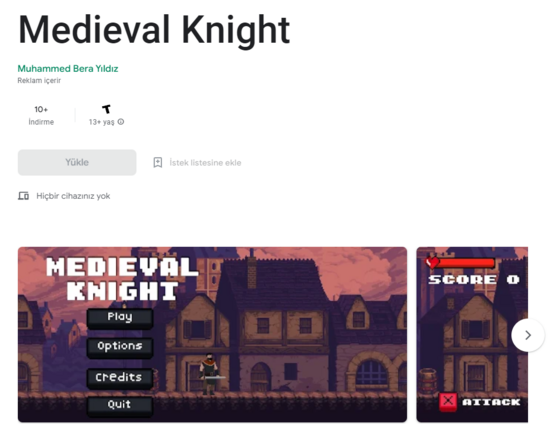 Medieval Knight
Muhammed Bera Yıldız
Reklam içerir
10+
İndirme
T
13+ yaş
Yükle
İstek listesine ekle
Hiçbir cihazınız yok
MEDIEVAL
KNIGHT
Play
Options
Credits
Quit
SCORE 0
X ATTACK